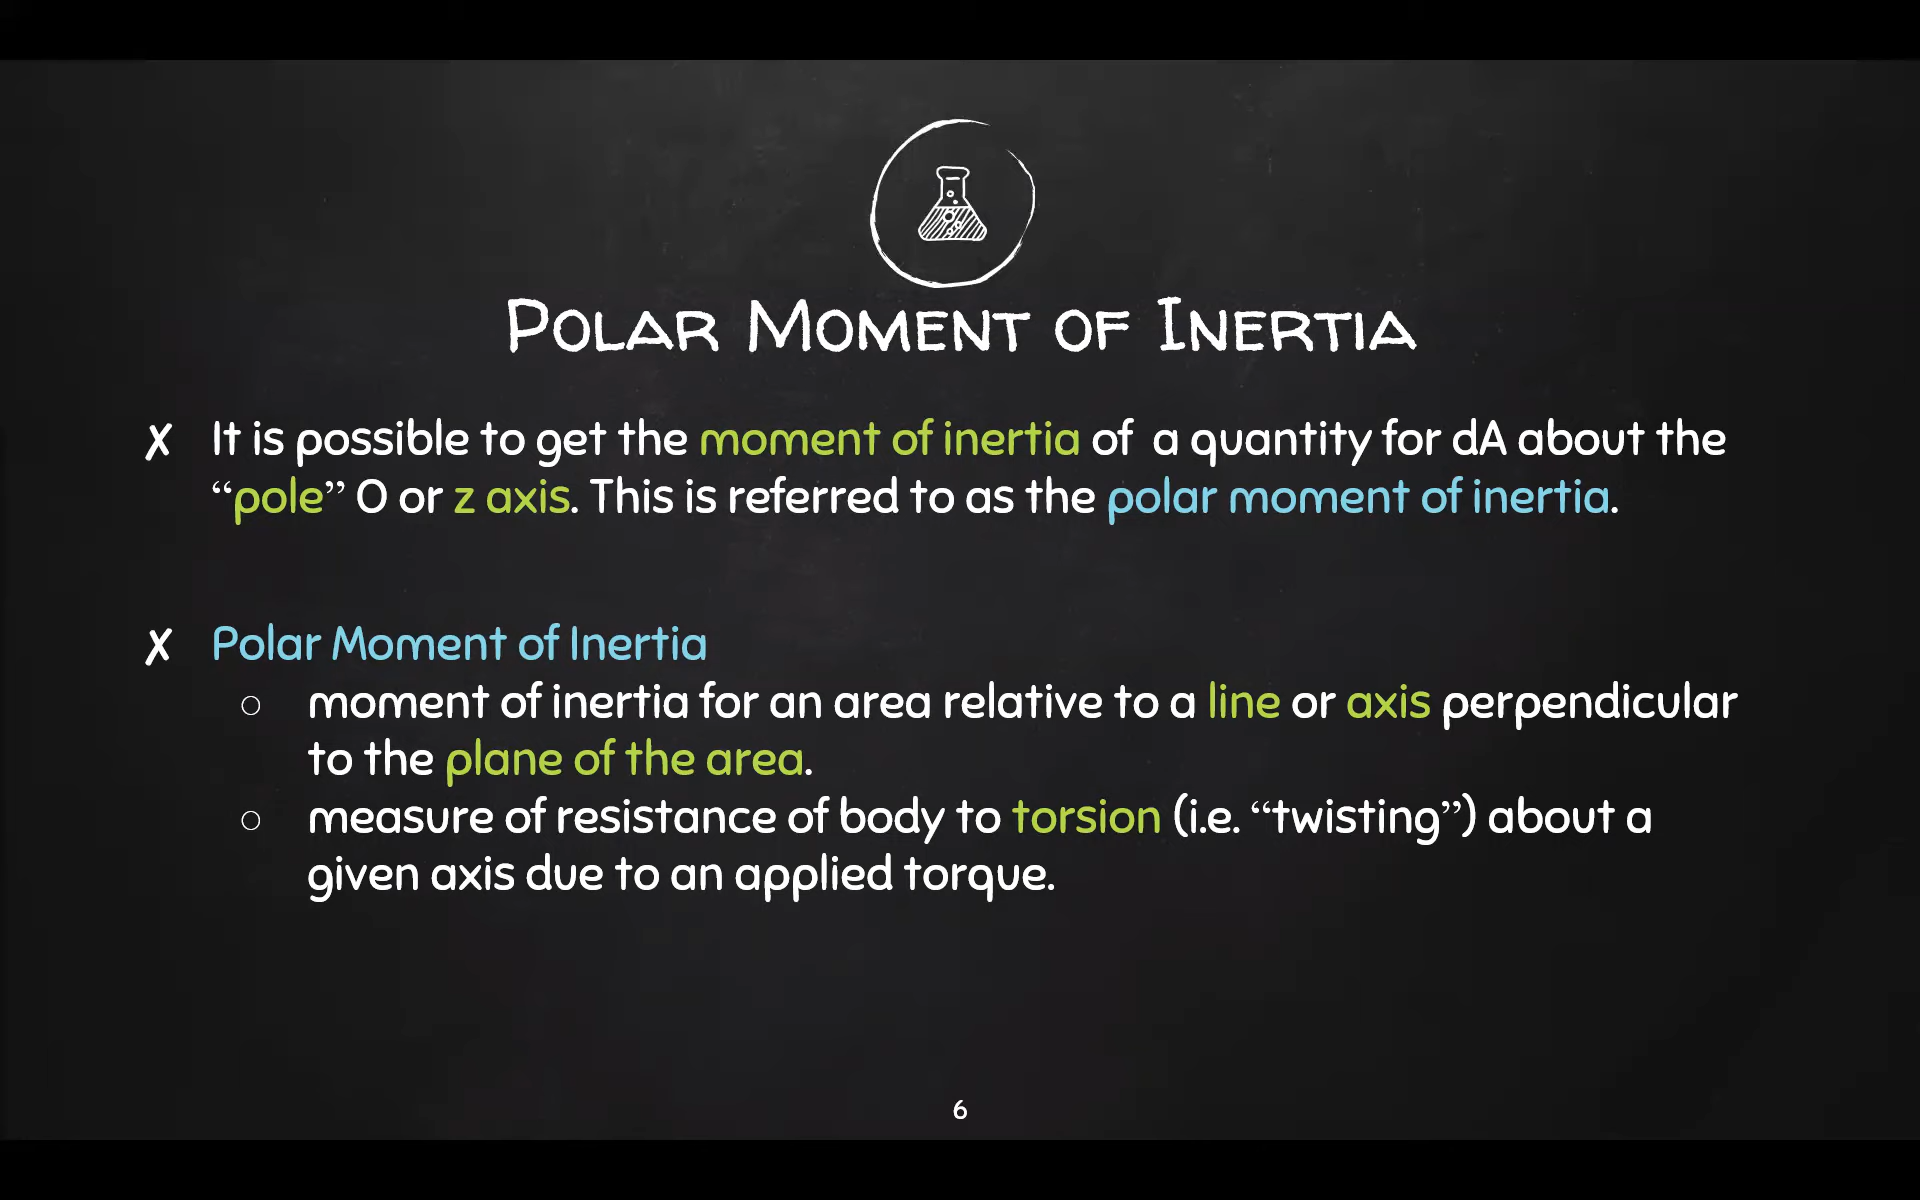 Polar Moment of Inertia
✗ It is possible to get the moment of inertia of a quantity for dA about the
“pole” O or z axis. This is referred to as the polar moment of inertia.
✗ Polar Moment of Inertia
○ moment of inertia for an area relative to a line or axis perpendicular
to the plane of the area.
○ measure of resistance of body to torsion (i.e. “twisting”) about a
given axis due to an applied torque.
6